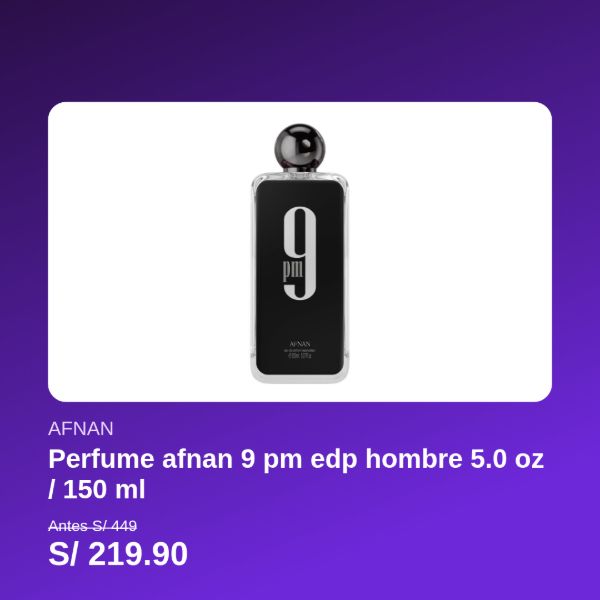 9
pm
AFNAN
AFNAN
Perfume afnan 9 pm edp hombre 5.0 oz
/ 150 ml
Antes S/ 449
S/ 219.90